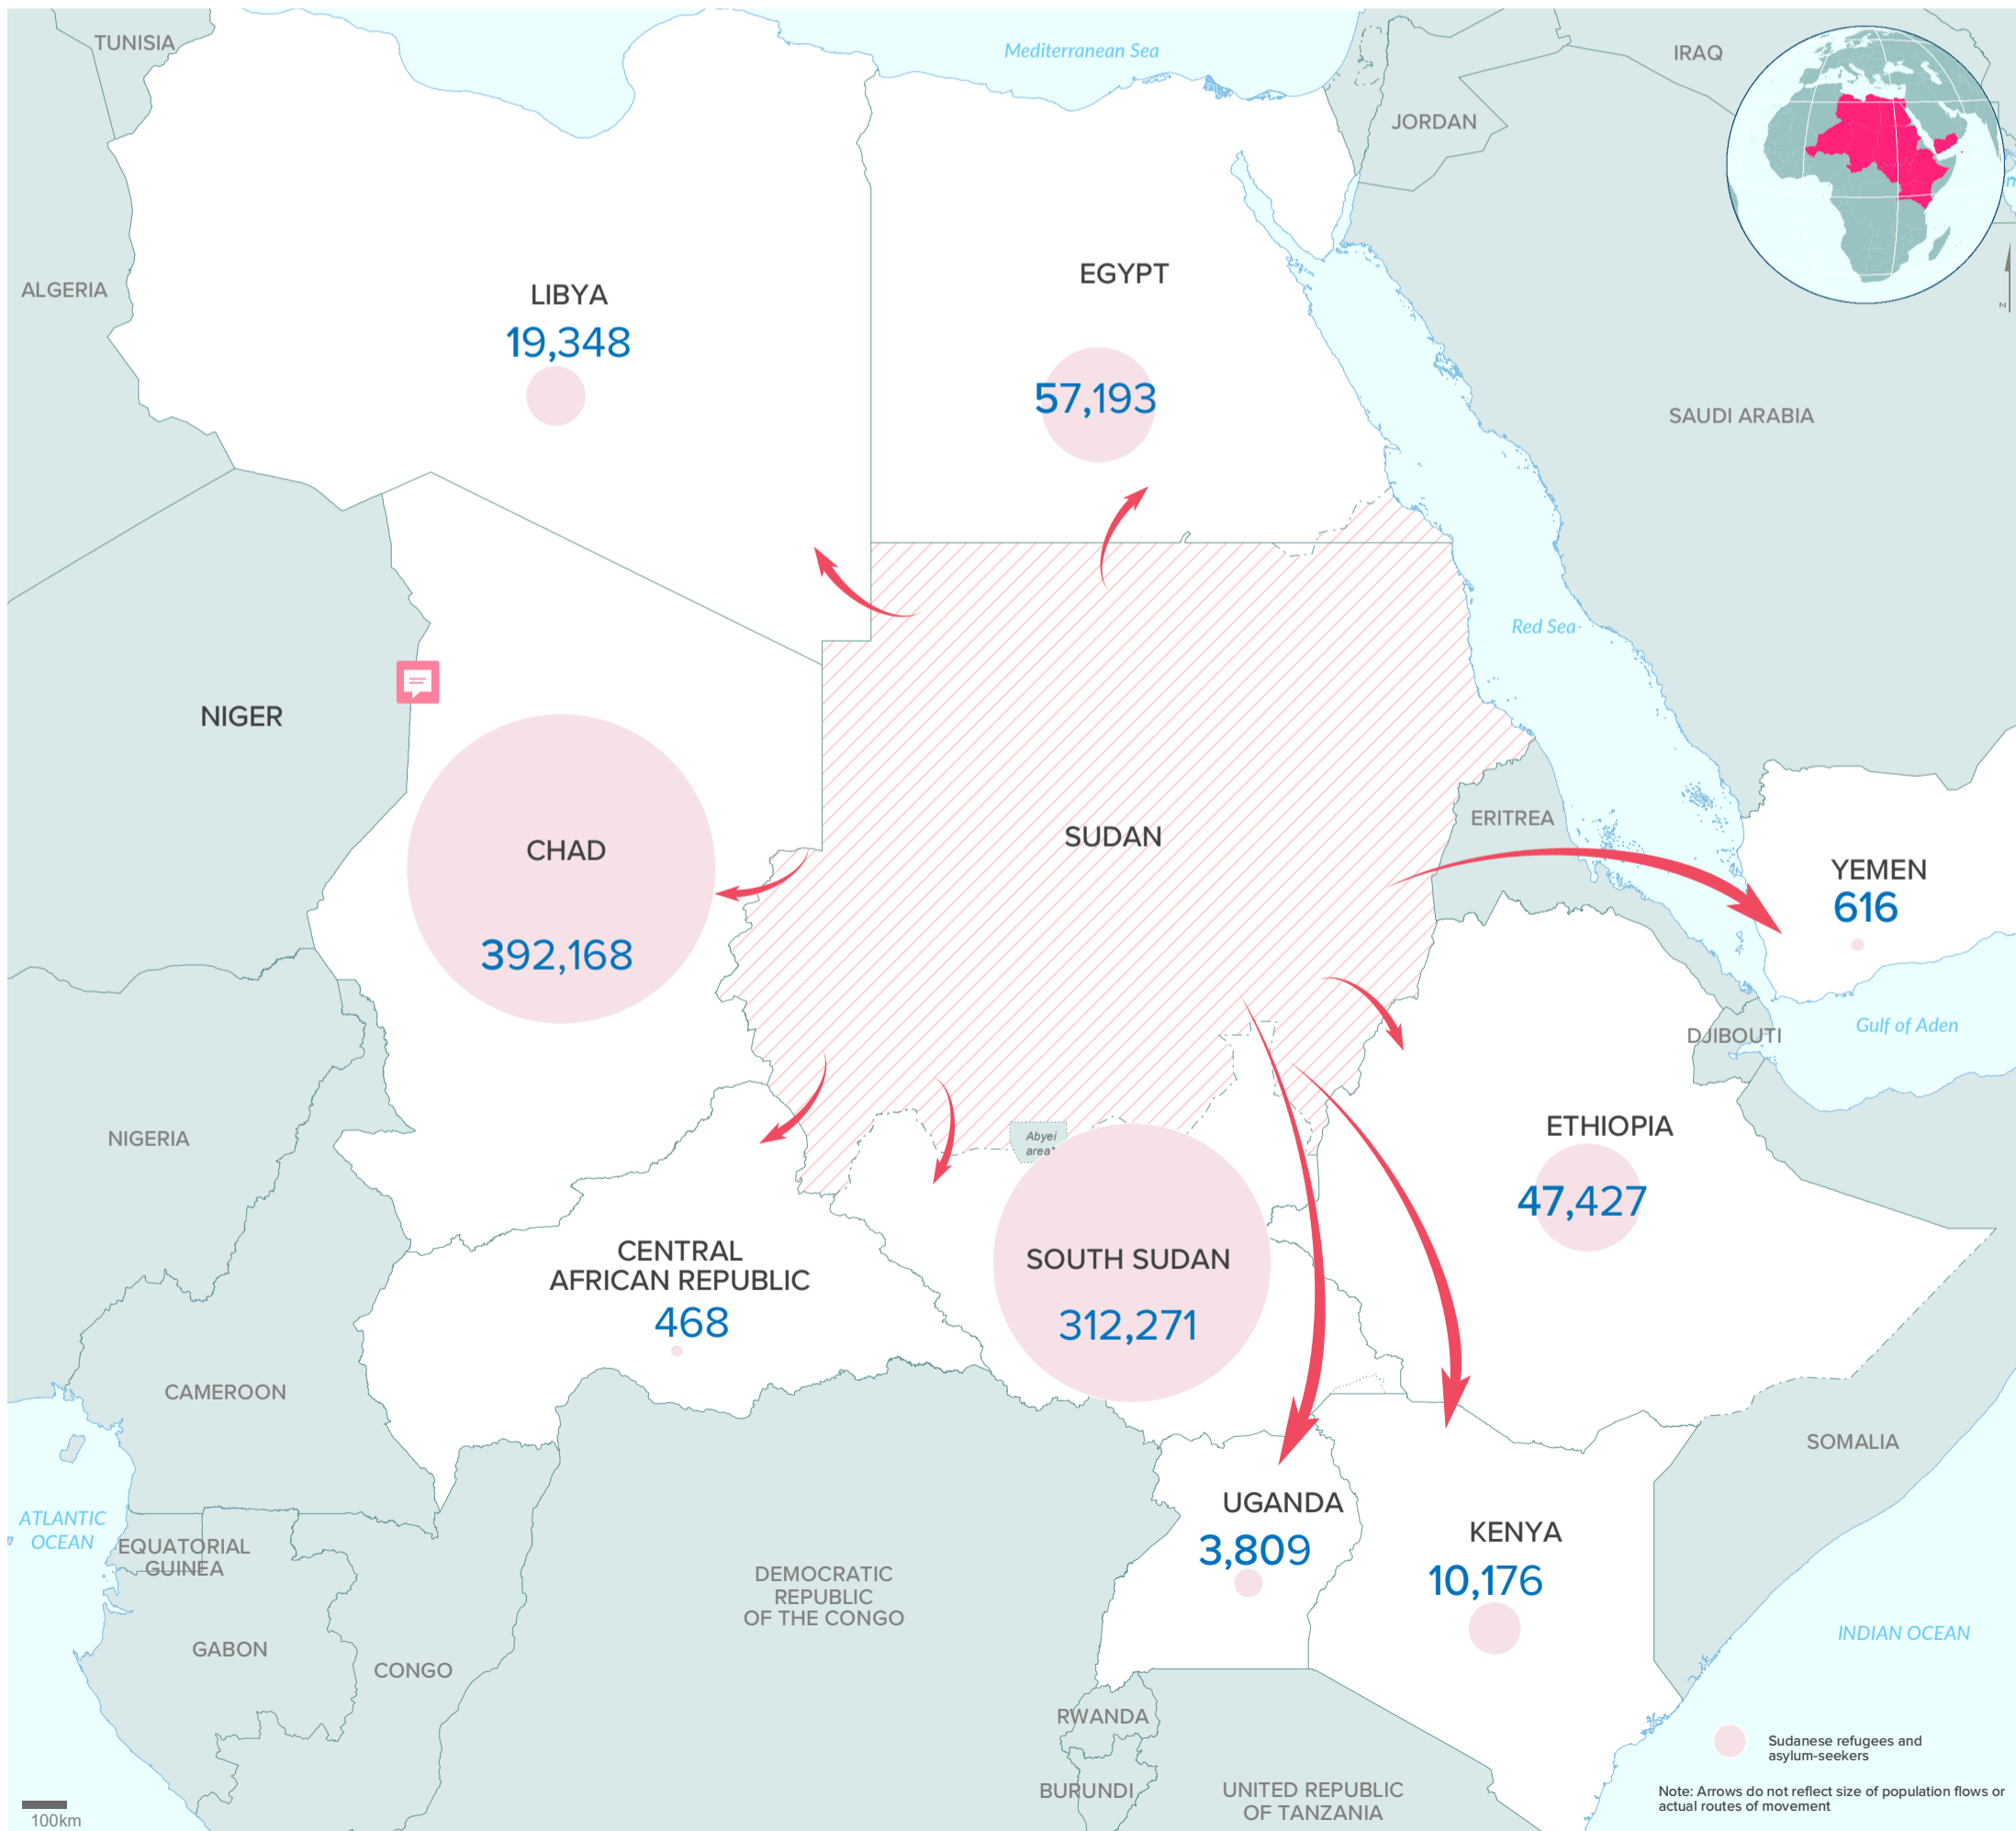 TUNISIA
Mediterranean Sea
IRAQ
JORDAN
ALGERIA
LIBYA
19,348
EGYPT
57,193
SAUDI ARABIA
N
Red Sea
NIGER
CHAD
392,168
SUDAN
ERITREA
YEMEN
616
Gulf of Aden
DJIBOUTI
NIGERIA
Abyei
area*
ETHIOPIA
47,427
CENTRAL
AFRICAN REPUBLIC
468
SOUTH SUDAN
312,271
CAMEROON
SOMALIA
ATLANTIC
OCEAN
EQUATORIAL
GUINEA
UGANDA
3,809
KENYA
10,176
DEMOCRATIC
REPUBLIC
OF THE CONGO
GABON
CONGO
INDIAN OCEAN
RWANDA
BURUNDI
UNITED REPUBLIC
OF TANZANIA
Sudanese refugees and
asylum-seekers
Note: Arrows do not reflect size of population flows or
actual routes of movement
100km